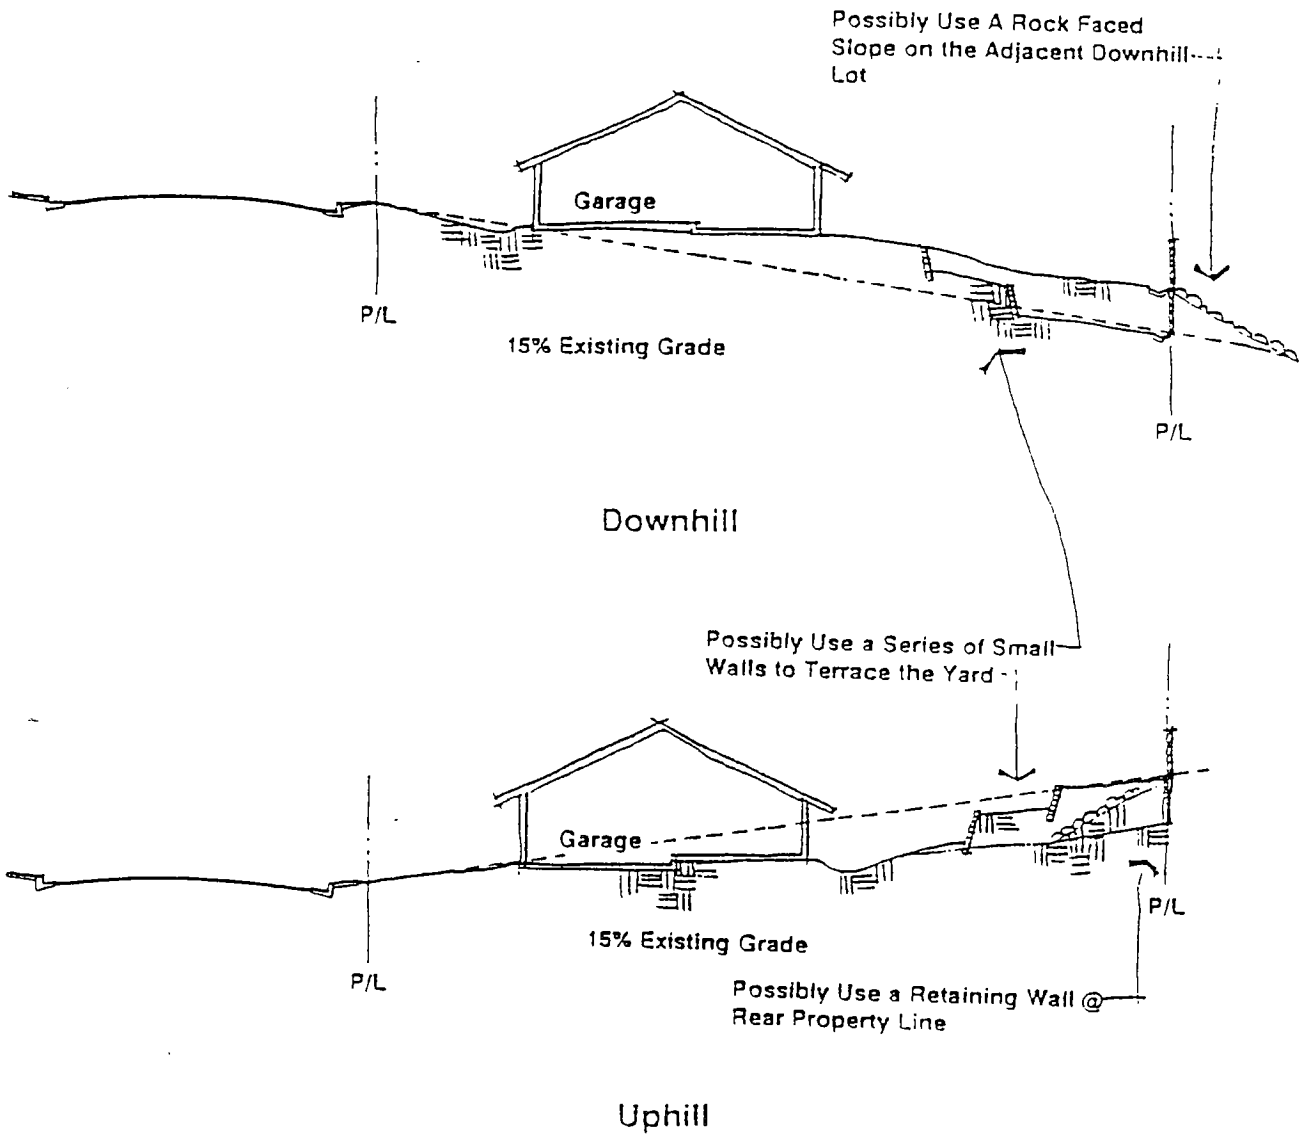 Possibly Use A Rock Faced
Slope on the Adjacent Downhill
Lot
Garage
P/L
15% Existing Grade
P/L
Downhill
Possibly Use a Series of Small
Walls to Terrace the Yard
Garage
P/L
15% Existing Grade
P/L
Possibly Use a Retaining Wall @
Rear Property Line
Uphill